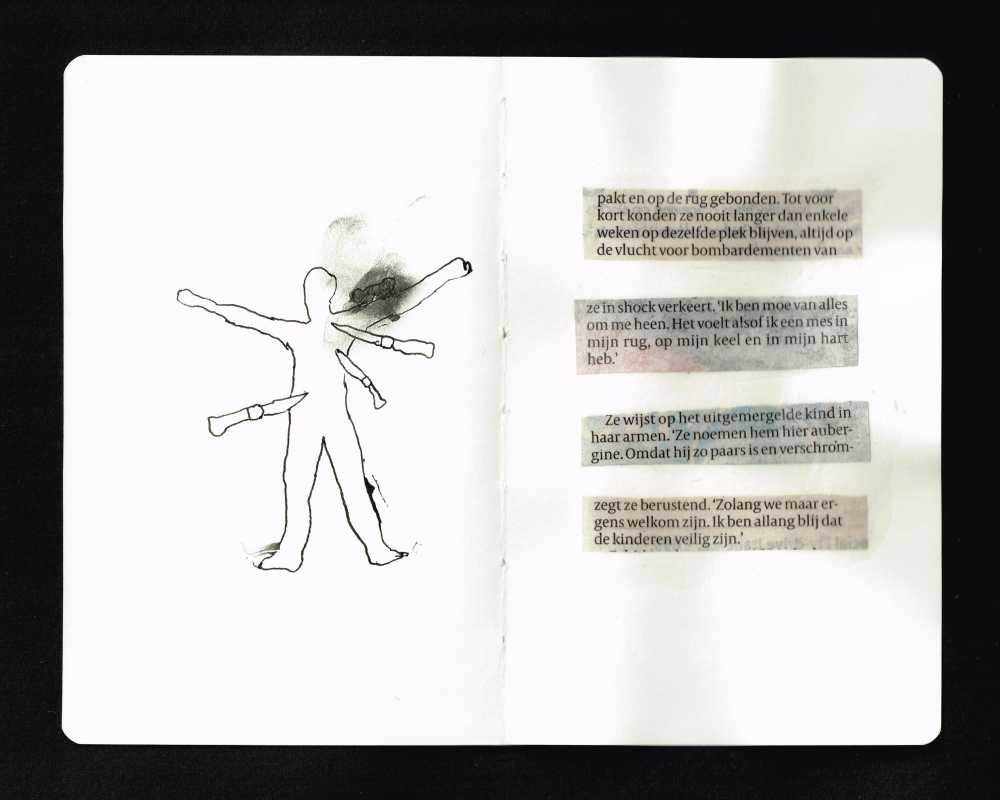 pakt en op de rug gebonden. Tot voor
kort konden ze nooit langer dan enkele
weken op dezelfde plek blijven, altijd op
de vlucht voor bombardementen van
ze in shock verkeert. ‘Ik ben moe van alles
om me heen. Het voelt alsof ik een mes in
mijn rug, op mijn keel en in mijn hart
heb.’
Ze wijst op het uitgemergelde kind in
haar armen. ‘Ze noemen hem hier auber-
gine. Omdat hij zo paars is en verschrom-
zegt ze berustend. ‘Zolang we maar er-
gens welkom zijn. Ik ben allang blij dat
de kinderen veilig zijn.’